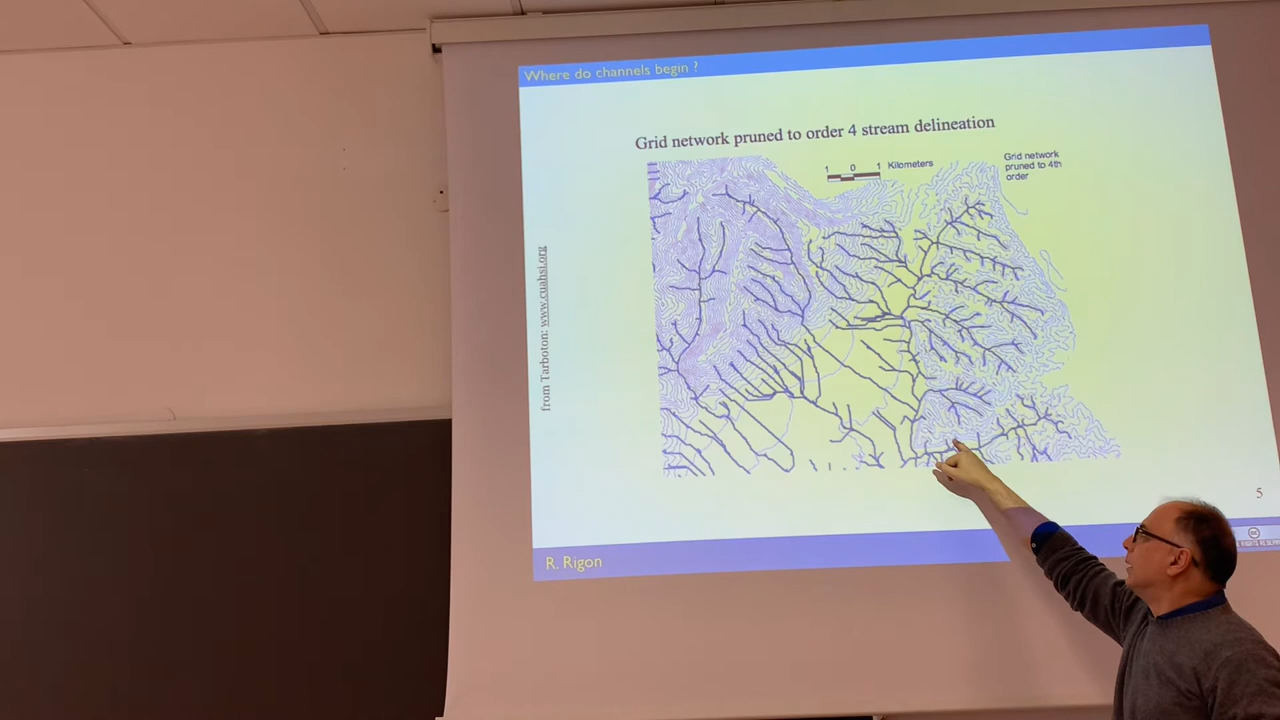 Where do channels begin ?
Grid network pruned to order 4 stream delineation
1 0 1 Kilometers
Grid network
pruned to 4th
order
from Tarboton: www.cuahsi.org
5
R. Rigon